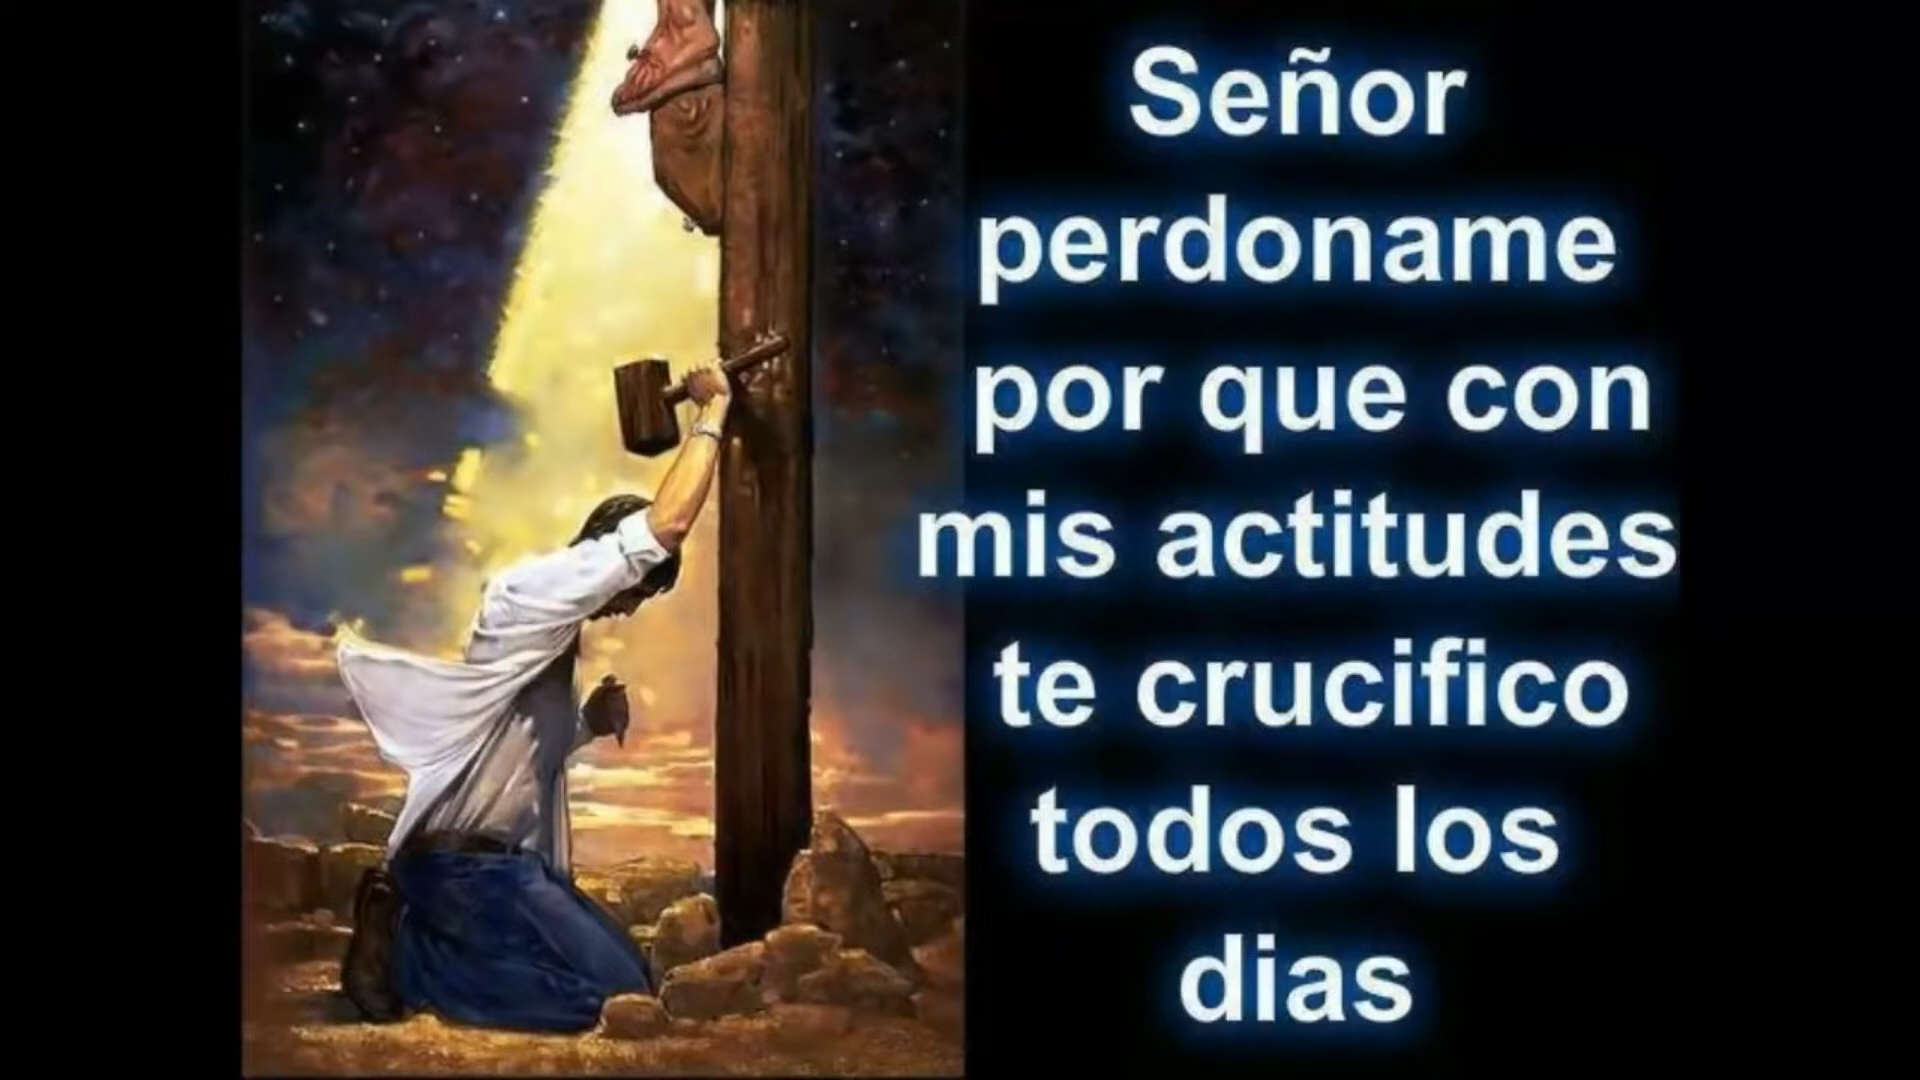 Señor
perdoname
por que con
mis actitudes
te crucifico
todos los
dias